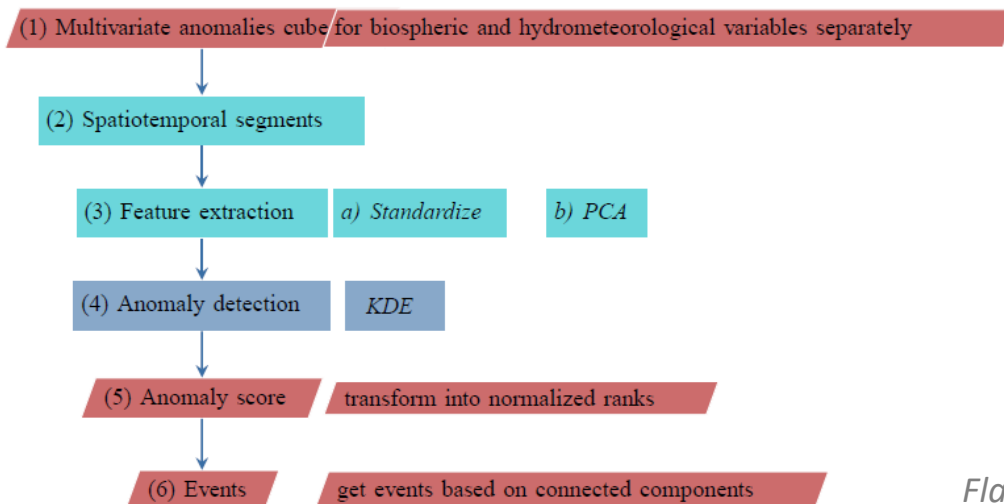 (1) Multivariate anomalies cube for biospheric and hydrometeorological variables separately
(2) Spatiotemporal segments
(3) Feature extraction a) Standardize b) PCA
(4) Anomaly detection KDE
(5) Anomaly score transform into normalized ranks
(6) Events get events based on connected components